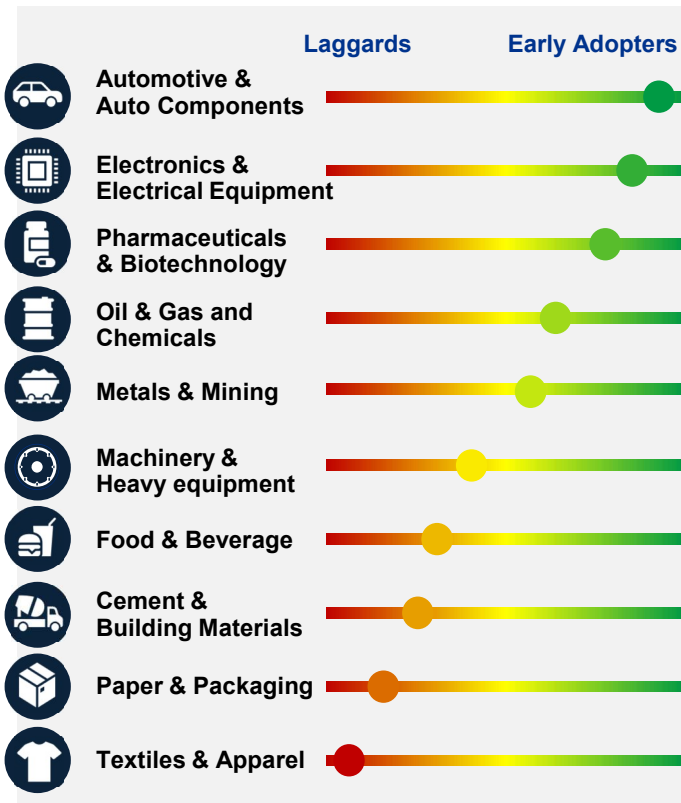 Laggards Early Adopters
Automotive &
Auto Components
Electronics &
Electrical Equipment
Pharmaceuticals
& Biotechnology
Oil & Gas and
Chemicals
Metals & Mining
Machinery &
Heavy equipment
Food & Beverage
Cement &
Building Materials
Paper & Packaging
Textiles & Apparel